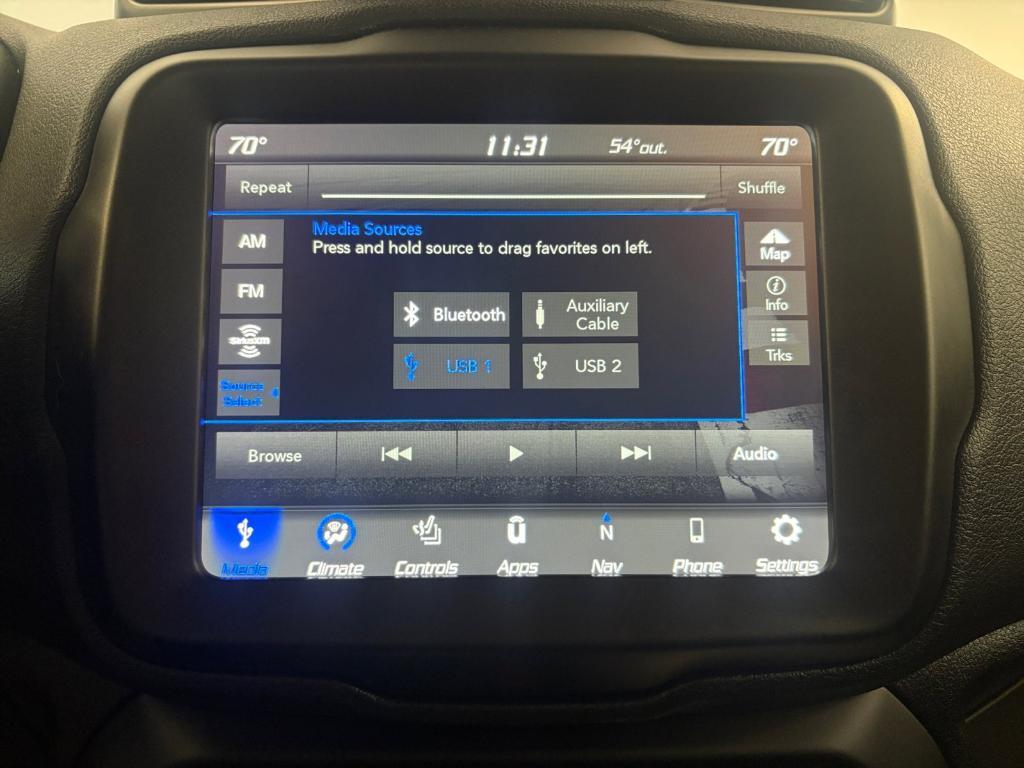 70° 11:31 54°out. 70°
Repeat Shuffle
Media Sources
Press and hold source to drag favorites on left.
AM
FM
SiriusXM
Source
Select
Bluetooth
Auxiliary
Cable
USB 1
USB 2
Map
Info
Trks
Browse
Audio
Media Climate Controls Apps N Nav Phone Settings